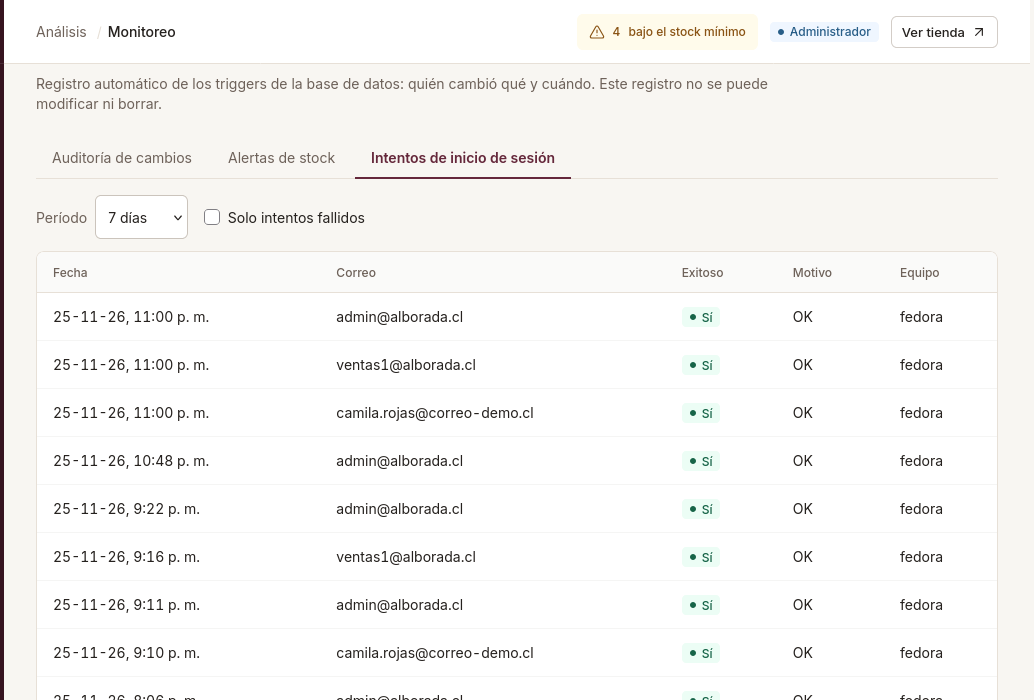 Análisis / Monitoreo
4 bajo el stock mínimo
Administrador
Ver tienda
Registro automático de los triggers de la base de datos: quién cambió qué y cuándo. Este registro no se puede
modificar ni borrar.
Auditoría de cambios Alertas de stock Intentos de inicio de sesión
Período 7 días Solo intentos fallidos
Fecha Correo Exitoso Motivo Equipo
25-11-26, 11:00 p. m. admin@alborada.cl Sí OK fedora
25-11-26, 11:00 p. m. ventas1@alborada.cl Sí OK fedora
25-11-26, 11:00 p. m. camila.rojas@correo-demo.cl Sí OK fedora
25-11-26, 10:48 p. m. admin@alborada.cl Sí OK fedora
25-11-26, 9:22 p. m. admin@alborada.cl Sí OK fedora
25-11-26, 9:16 p. m. ventas1@alborada.cl Sí OK fedora
25-11-26, 9:11 p. m. admin@alborada.cl Sí OK fedora
25-11-26, 9:10 p. m. camila.rojas@correo-demo.cl Sí OK fedora